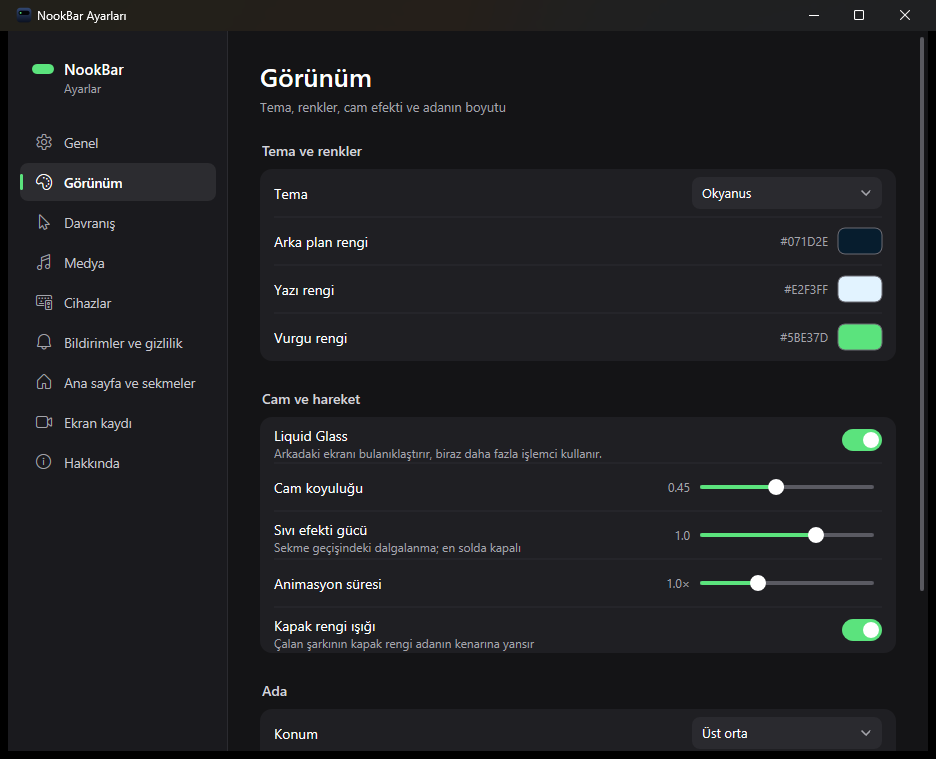 NookBar Ayarları
NookBar
Ayarlar
Genel
Görünüm
Davranış
Medya
Cihazlar
Bildirimler ve gizlilik
Ana sayfa ve sekmeler
Ekran kaydı
Hakkında
Görünüm
Tema, renkler, cam efekti ve adanın boyutu
Tema ve renkler
Tema
Okyanus
Arka plan rengi
#071D2E
Yazı rengi
#E2F3FF
Vurgu rengi
#5BE37D
Cam ve hareket
Liquid Glass
Arkadaki ekranı bulanıklaştırır, biraz daha fazla işlemci kullanır.
Cam koyuluğu
0.45
Sıvı efekti gücü
Sekme geçişindeki dalgalanma; en solda kapalı
1.0
Animasyon süresi
1.0×
Kapak rengi ışığı
Çalan şarkının kapak rengi adanın kenarına yansır
Ada
Konum
Üst orta